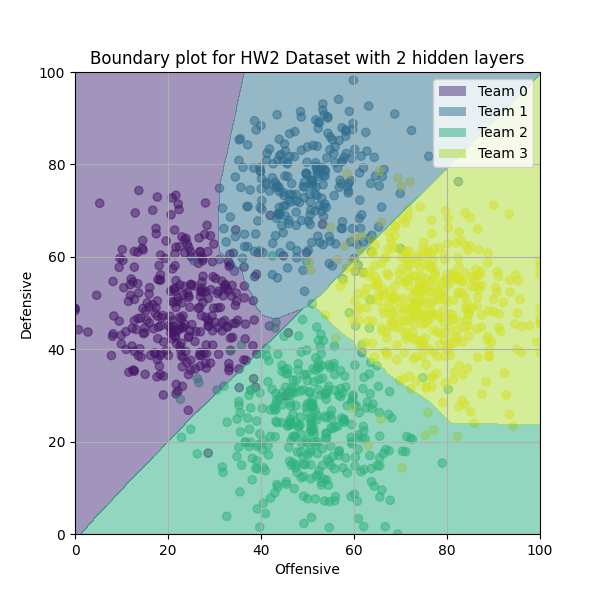 Boundary plot for HW2 Dataset with 2 hidden layers
100
80
60
40
20
0
Defensive
Team 0
Team 1
Team 2
Team 3
0 20 40 60 80 100
Offensive